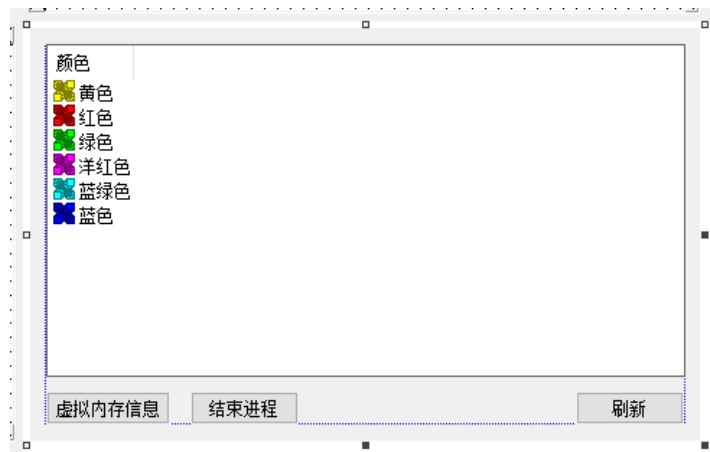 颜色
黄色
红色
绿色
洋红色
蓝绿色
蓝色
虚拟内存信息 结束进程 刷新